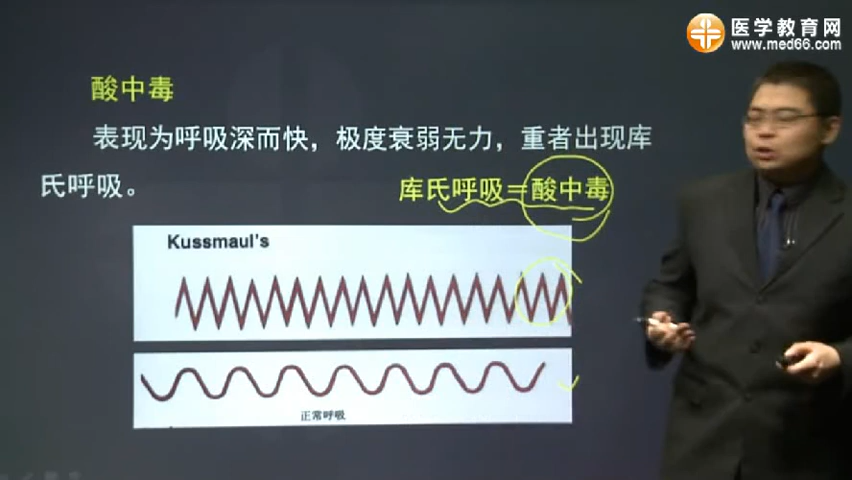 医学教育网
www.med66.com
酸中毒
表现为呼吸深而快，极度衰弱无力，重者出现库
氏呼吸。
库氏呼吸＝酸中毒
Kussmaul's
正常呼吸